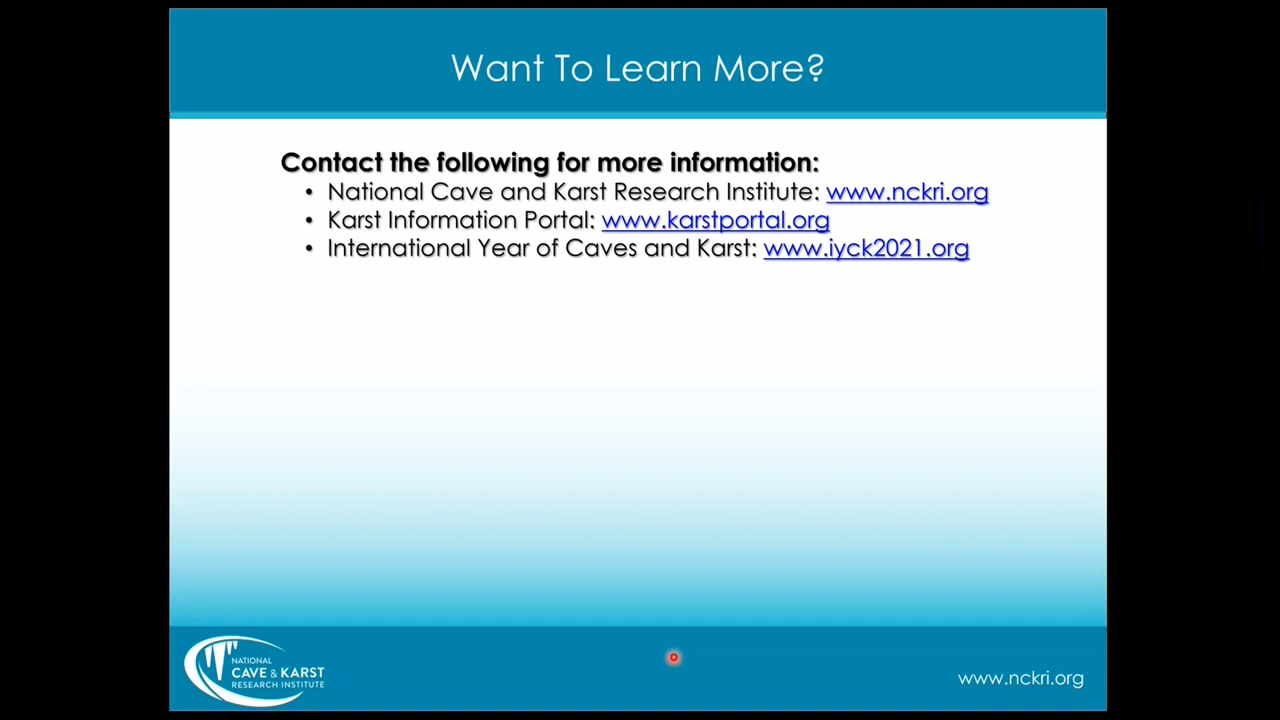 Want To Learn More?
Contact the following for more information:
• National Cave and Karst Research Institute: www.nckri.org
• Karst Information Portal: www.karstportal.org
• International Year of Caves and Karst: www.iyck2021.org
NATIONAL
CAVE & KARST
RESEARCH INSTITUTE
www.nckri.org